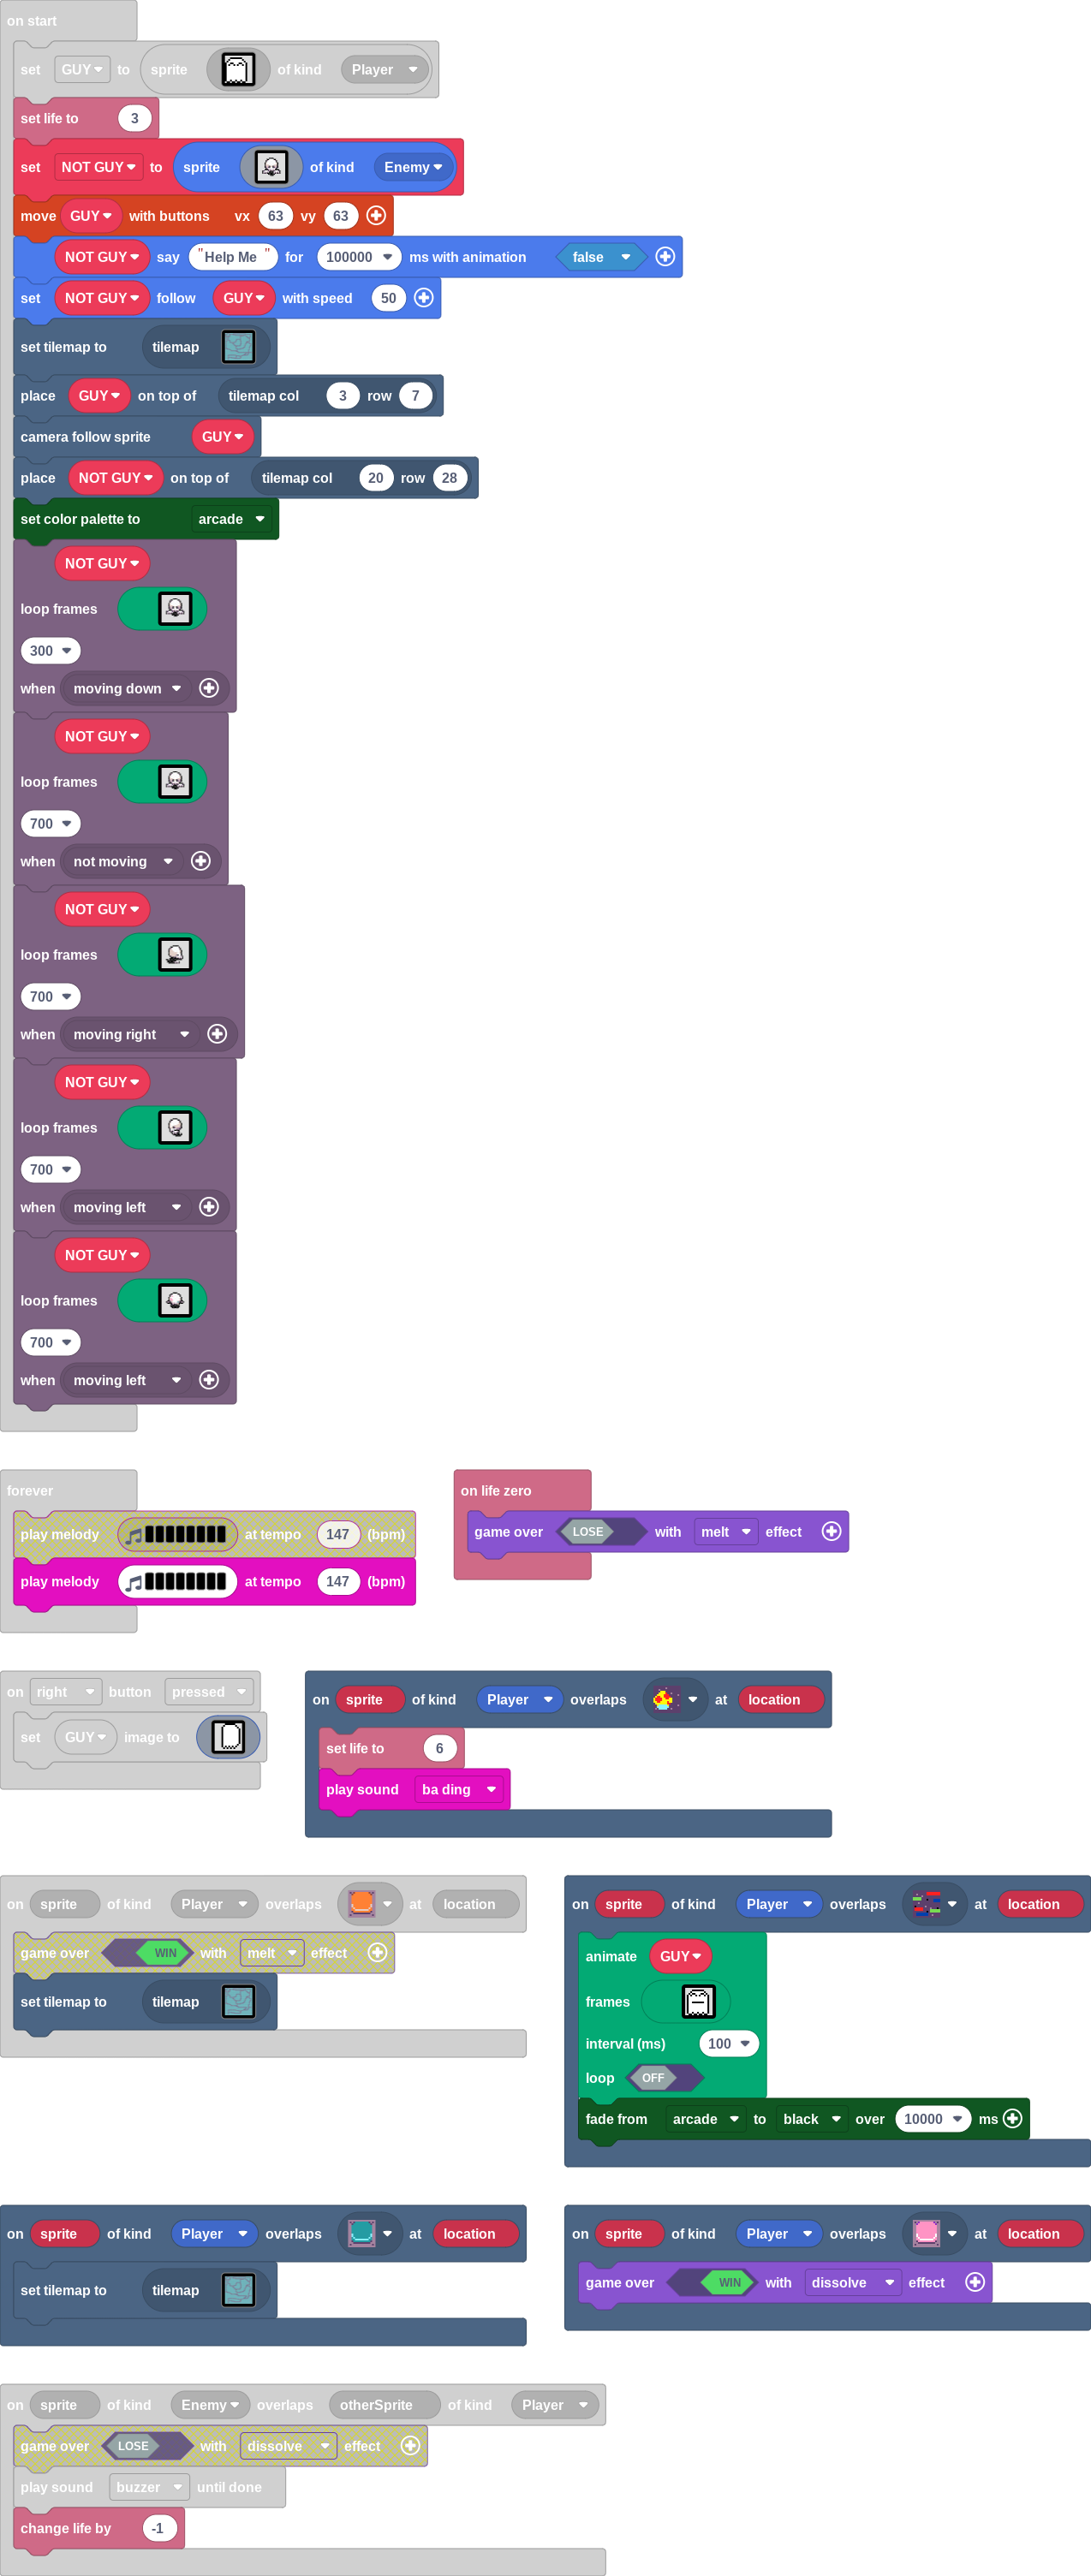 on start
set GUY to sprite of kind Player
set life to 3
set NOT GUY to sprite of kind Enemy
move GUY with buttons vx 63 vy 63
NOT GUY say "Help Me" for 100000 ms with animation false
set NOT GUY follow GUY with speed 50
set tilemap to tilemap
place GUY on top of tilemap col 3 row 7
camera follow sprite GUY
place NOT GUY on top of tilemap col 20 row 28
set color palette to arcade
NOT GUY
loop frames
300
when moving down
NOT GUY
loop frames
700
when not moving
NOT GUY
loop frames
700
when moving right
NOT GUY
loop frames
700
when moving left
NOT GUY
loop frames
700
when moving left
forever
play melody at tempo 147 (bpm)
play melody at tempo 147 (bpm)
on life zero
game over LOSE with melt effect
on right button pressed
set GUY image to
on sprite of kind Player overlaps at location
set life to 6
play sound ba ding
on sprite of kind Player overlaps at location
game over WIN with melt effect
set tilemap to tilemap
on sprite of kind Player overlaps at location
animate GUY
frames
interval (ms) 100
loop OFF
fade from arcade to black over 10000 ms
on sprite of kind Player overlaps at location
set tilemap to tilemap
on sprite of kind Player overlaps at location
game over WIN with dissolve effect
on sprite of kind Enemy overlaps otherSprite of kind Player
game over LOSE with dissolve effect
play sound buzzer until done
change life by -1